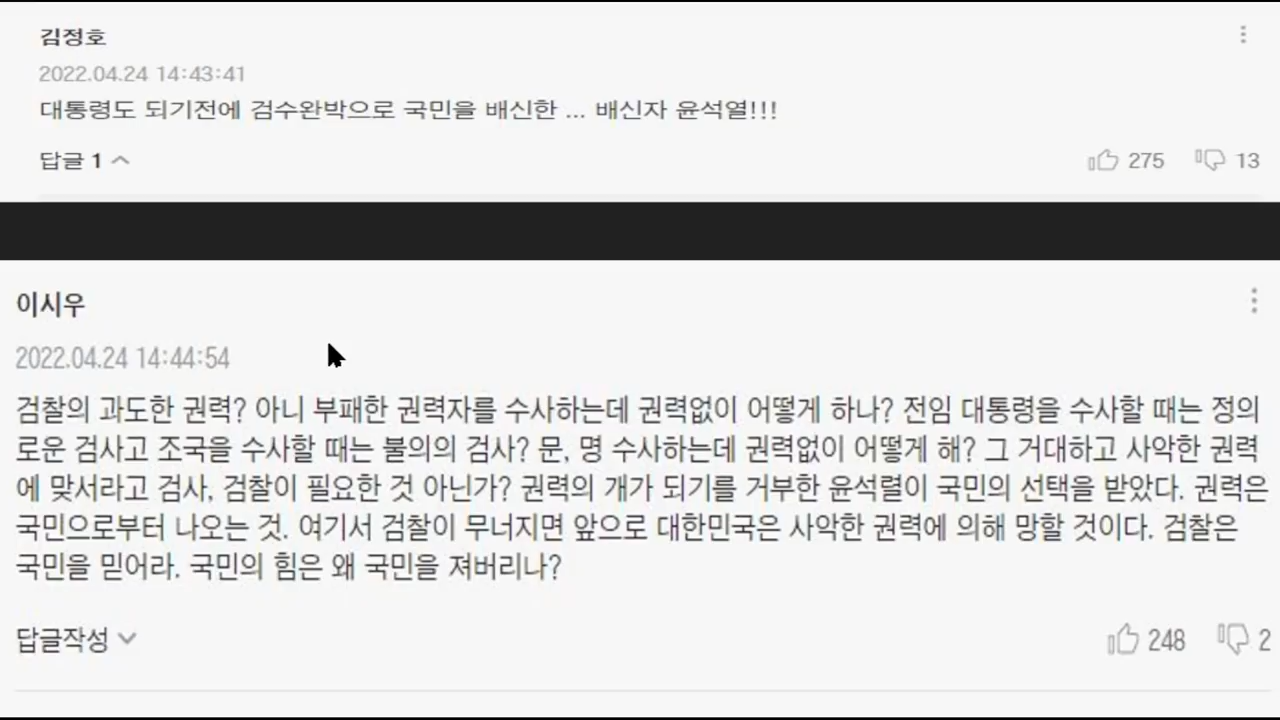 김정호
2022.04.24 14:43:41
대통령도 되기전에 검수완박으로 국민을 배신한 ... 배신자 윤석열!!!
답글 1
275 13
이시우
2022.04.24 14:44:54
검찰의 과도한 권력? 아니 부패한 권력자를 수사하는데 권력없이 어떻게 하나? 전임 대통령을 수사할 때는 정의
로운 검사고 조국을 수사할 때는 불의의 검사? 문, 명 수사하는데 권력없이 어떻게 해? 그 거대하고 사악한 권력
에 맞서라고 검사, 검찰이 필요한 것 아닌가? 권력의 개가 되기를 거부한 윤석렬이 국민의 선택을 받았다. 권력은
국민으로부터 나오는 것. 여기서 검찰이 무너지면 앞으로 대한민국은 사악한 권력에 의해 망할 것이다. 검찰은
국민을 믿어라. 국민의 힘은 왜 국민을 져버리나?
답글작성
248 2